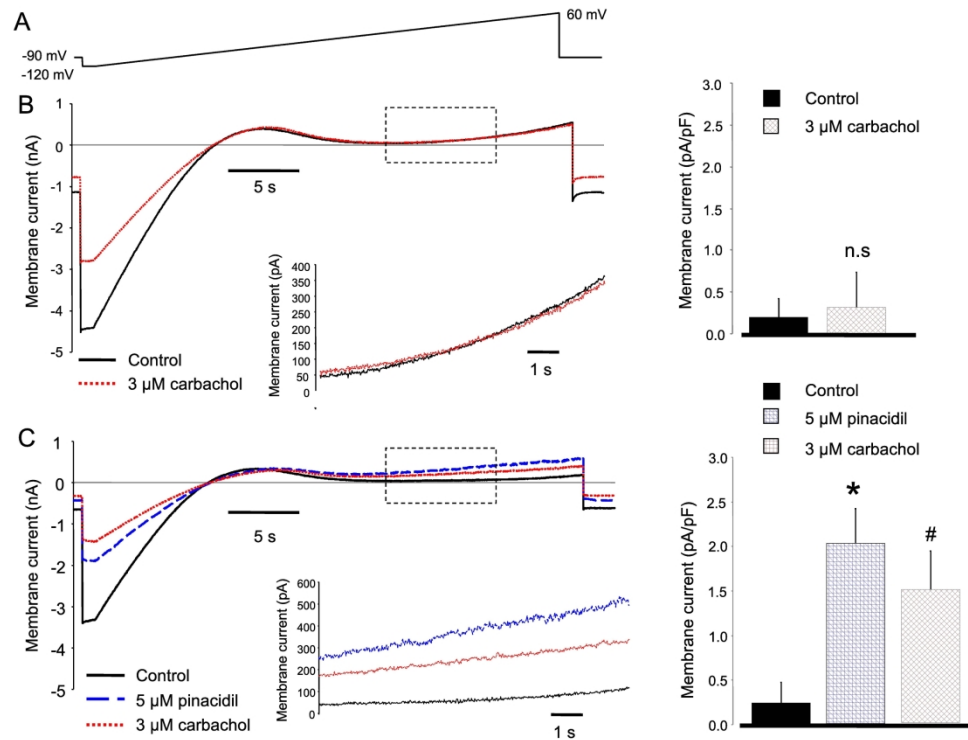 A
-90 mV
-120 mV
60 mV
B
Membrane current (nA)
1
0
-1
-2
-3
-4
-5
5 s
Control
3 µM carbachol
Membrane current (pA)
400
350
300
250
200
150
100
50
0
1 s
Membrane current (pA/pF)
3.0
2.5
2.0
1.5
1.0
0.5
0.0
Control
3 µM carbachol
n.s
C
Membrane current (nA)
1
0
-1
-2
-3
-4
-5
5 s
Control
5 µM pinacidil
3 µM carbachol
Membrane current (pA)
600
500
400
300
200
100
0
1 s
Control
5 µM pinacidil
3 µM carbachol
Membrane current (pA/pF)
3.0
2.5
2.0
1.5
1.0
0.5
0.0
*
#